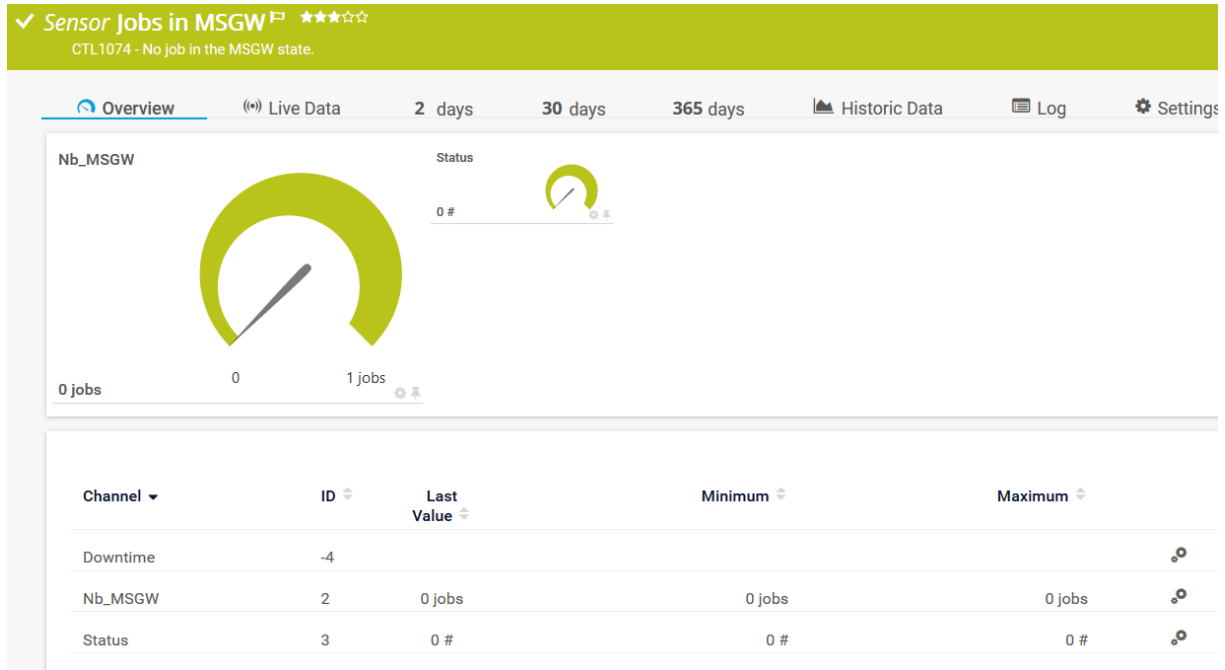 Sensor Jobs in MSGW
CTL1074 - No job in the MSGW state.
Overview Live Data 2 days 30 days 365 days Historic Data Log Settings
Nb_MSGW
0 1 jobs
0 jobs
Status
0 #
Channel ID Last Value Minimum Maximum
Downtime -4
Nb_MSGW 2 0 jobs 0 jobs 0 jobs
Status 3 0 # 0 # 0 #